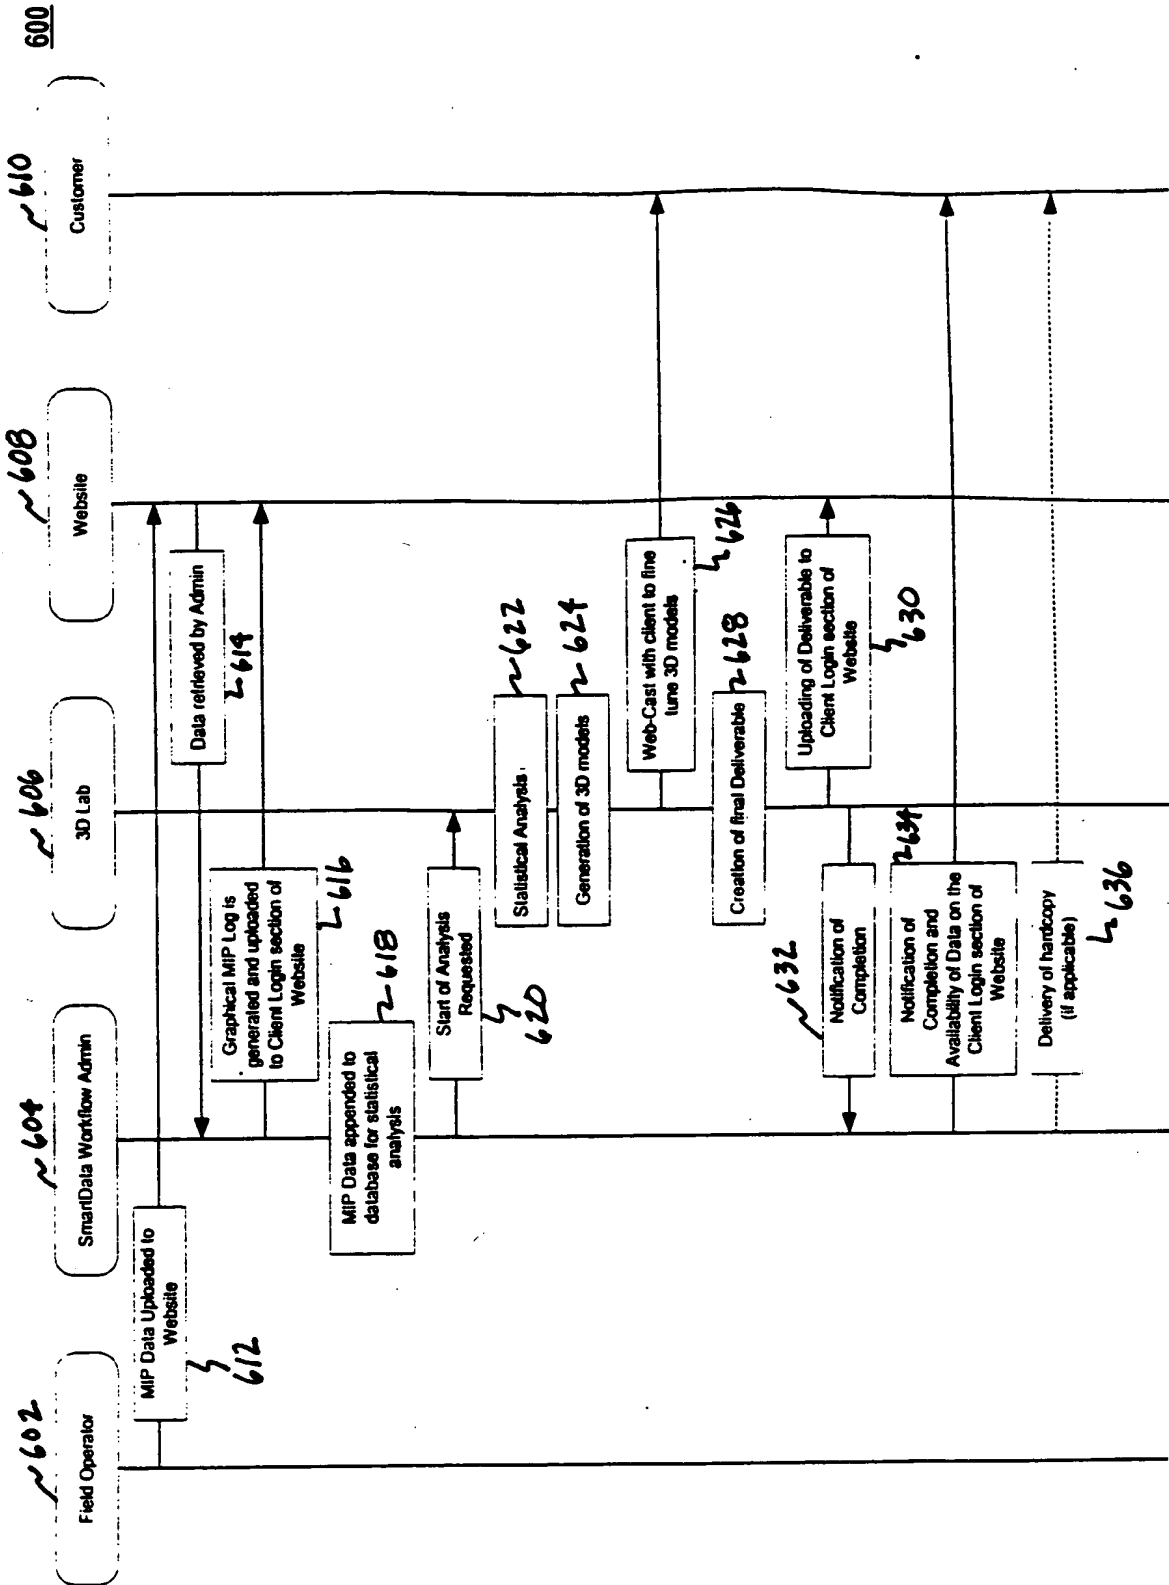 600
602
604
606
608
610
Field Operator
SmartData Workflow Admin
3D Lab
Website
Customer
MIP Data Uploaded to
Website
612
Data retrieved by Admin
614
Graphical MIP Log is
generated and uploaded
to Client Login section of
Website
616
MIP Data appended to
database for statistical
analysis
618
Start of Analysis
Requested
620
Statistical Analysis
622
Generation of 3D models
624
Web-Cast with client to fine
tune 3D models
626
Creation of final Deliverable
628
Uploading of Deliverable to
Client Login section of
Website
630
Notification of
Completion
632
Notification of
Completion and
Availability of Data on the
Client Login section of
Website
634
Delivery of hardcopy
(if applicable)
636